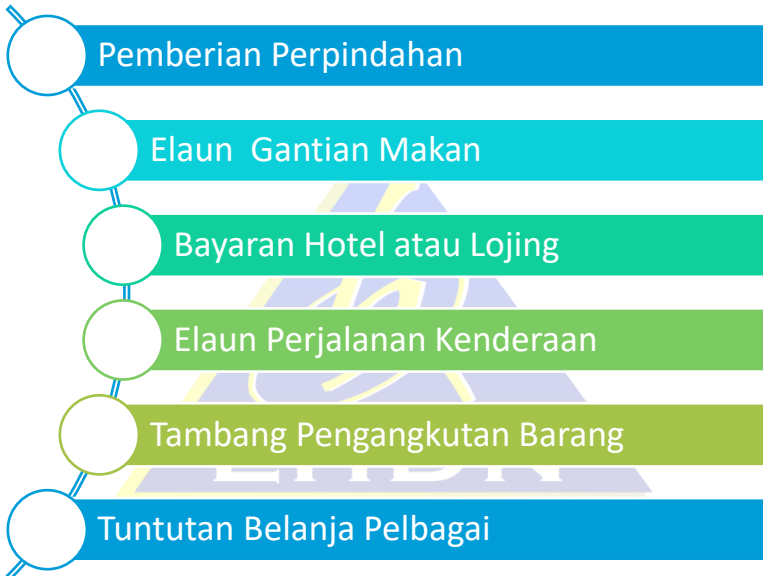 Pemberian Perpindahan
Elaun Gantian Makan
Bayaran Hotel atau Lojing
Elaun Perjalanan Kenderaan
Tambang Pengangkutan Barang
Tuntutan Belanja Pelbagai